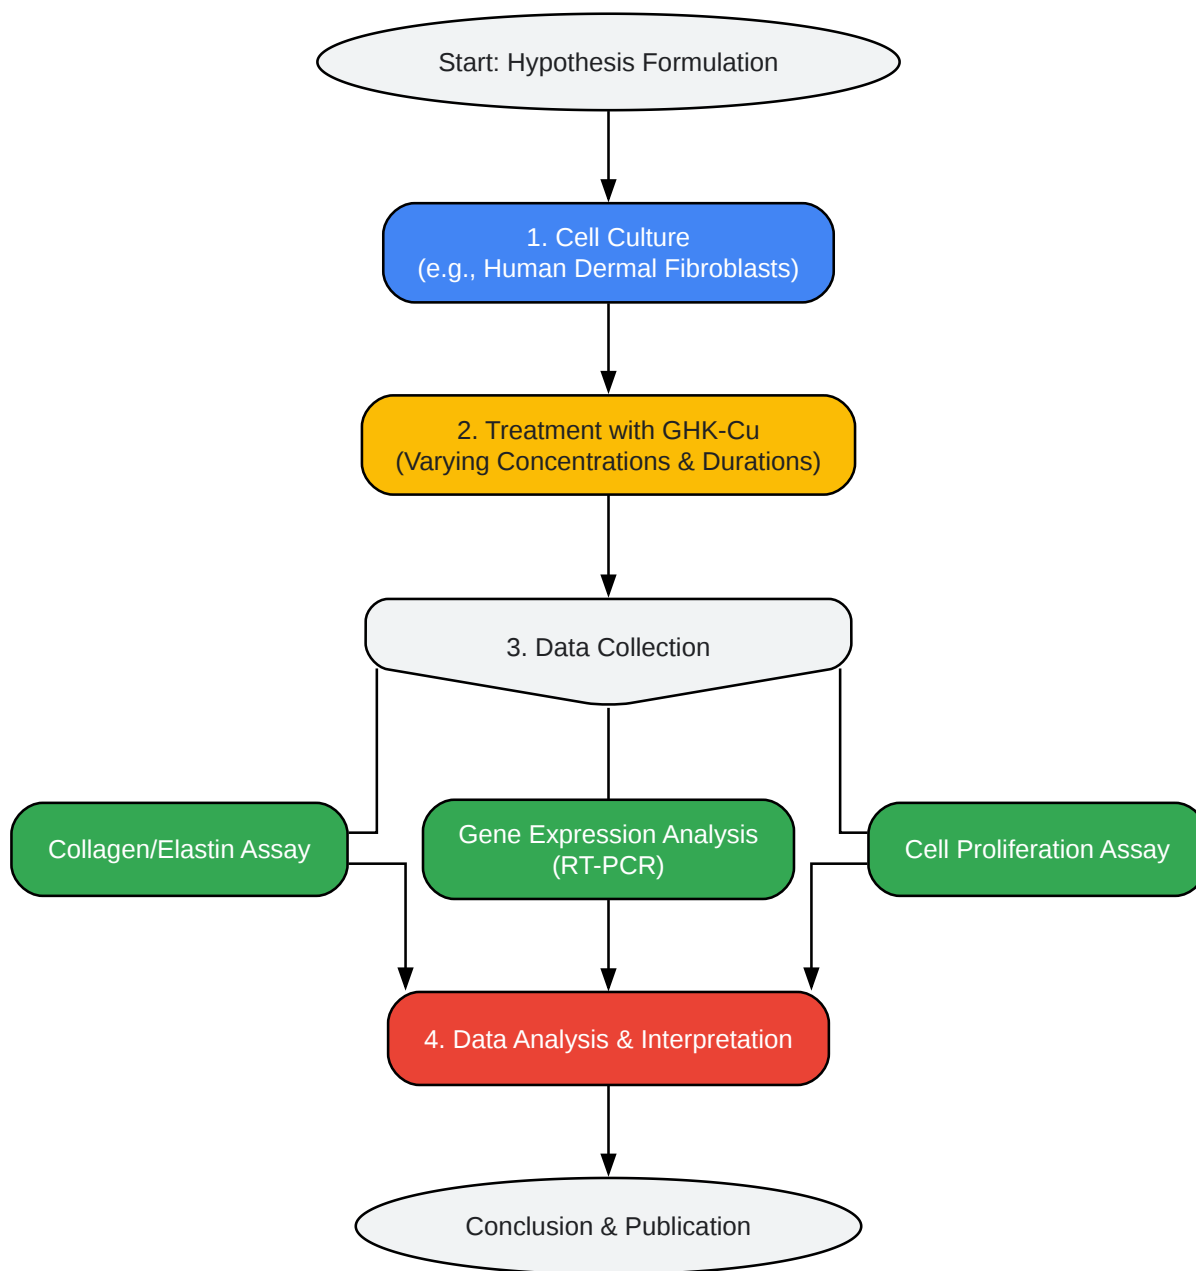 Start: Hypothesis Formulation
1. Cell Culture
(e.g., Human Dermal Fibroblasts)
2. Treatment with GHK-Cu
(Varying Concentrations & Durations)
3. Data Collection
Collagen/Elastin Assay
Gene Expression Analysis
(RT-PCR)
Cell Proliferation Assay
4. Data Analysis & Interpretation
Conclusion & Publication